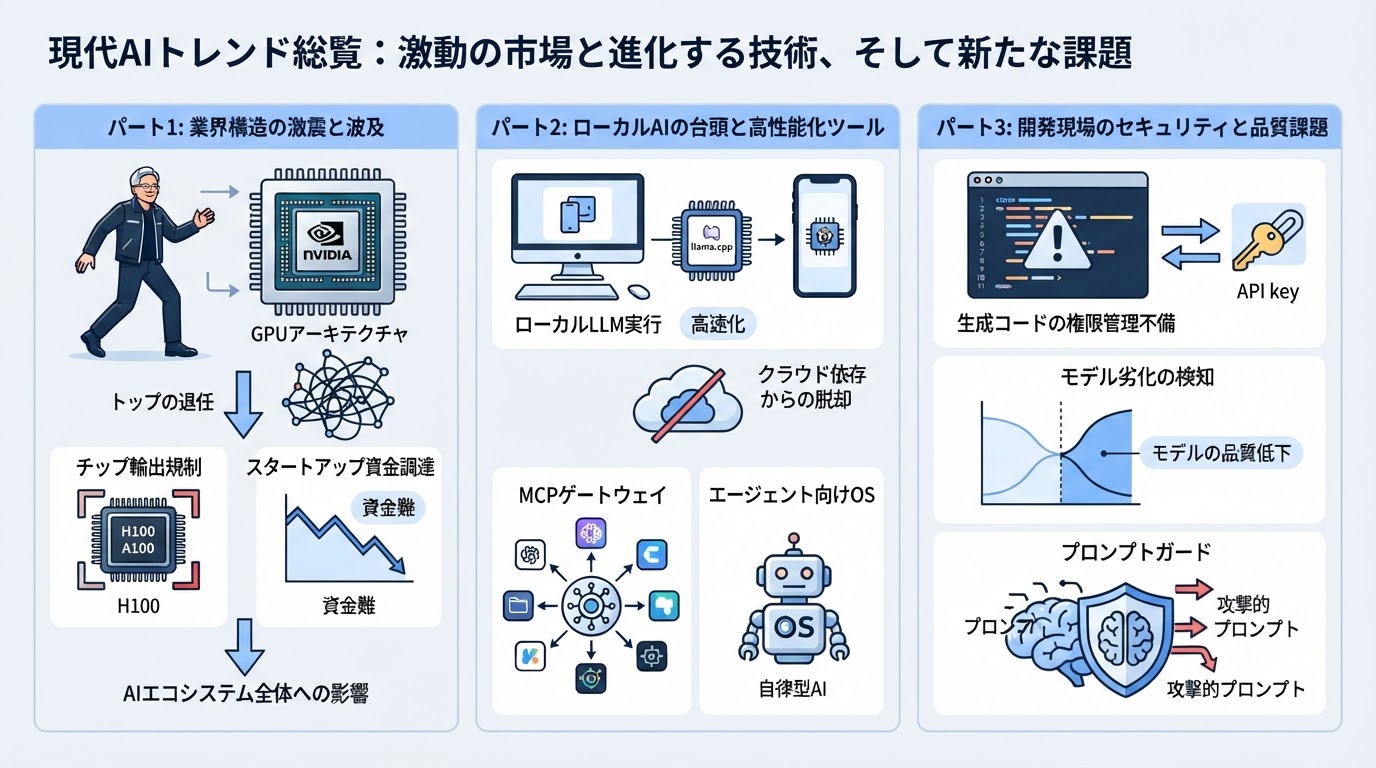 現代AIトレンド総覧：激動の市場と進化する技術、そして新たな課題
パート1: 業界構造の激震と波及
NVIDIA
GPUアーキテクチャ
トップの退任
チップ輸出規制
H100
A100
H100
スタートアップ資金調達
資金難
資金難
AIエコシステム全体への影響
パート2: ローカルAIの台頭と高性能化ツール
llama.cpp
ローカルLLM実行
高速化
クラウド依存
からの脱却
MCPゲートウェイ
エージェント向けOS
OS
自律型AI
パート3: 開発現場のセキュリティと品質課題
API key
生成コードの権限管理不備
モデル劣化の検知
モデルの品質低下
プロンプトガード
プロンプ
攻撃的
プロンプト
攻撃的プロンプト